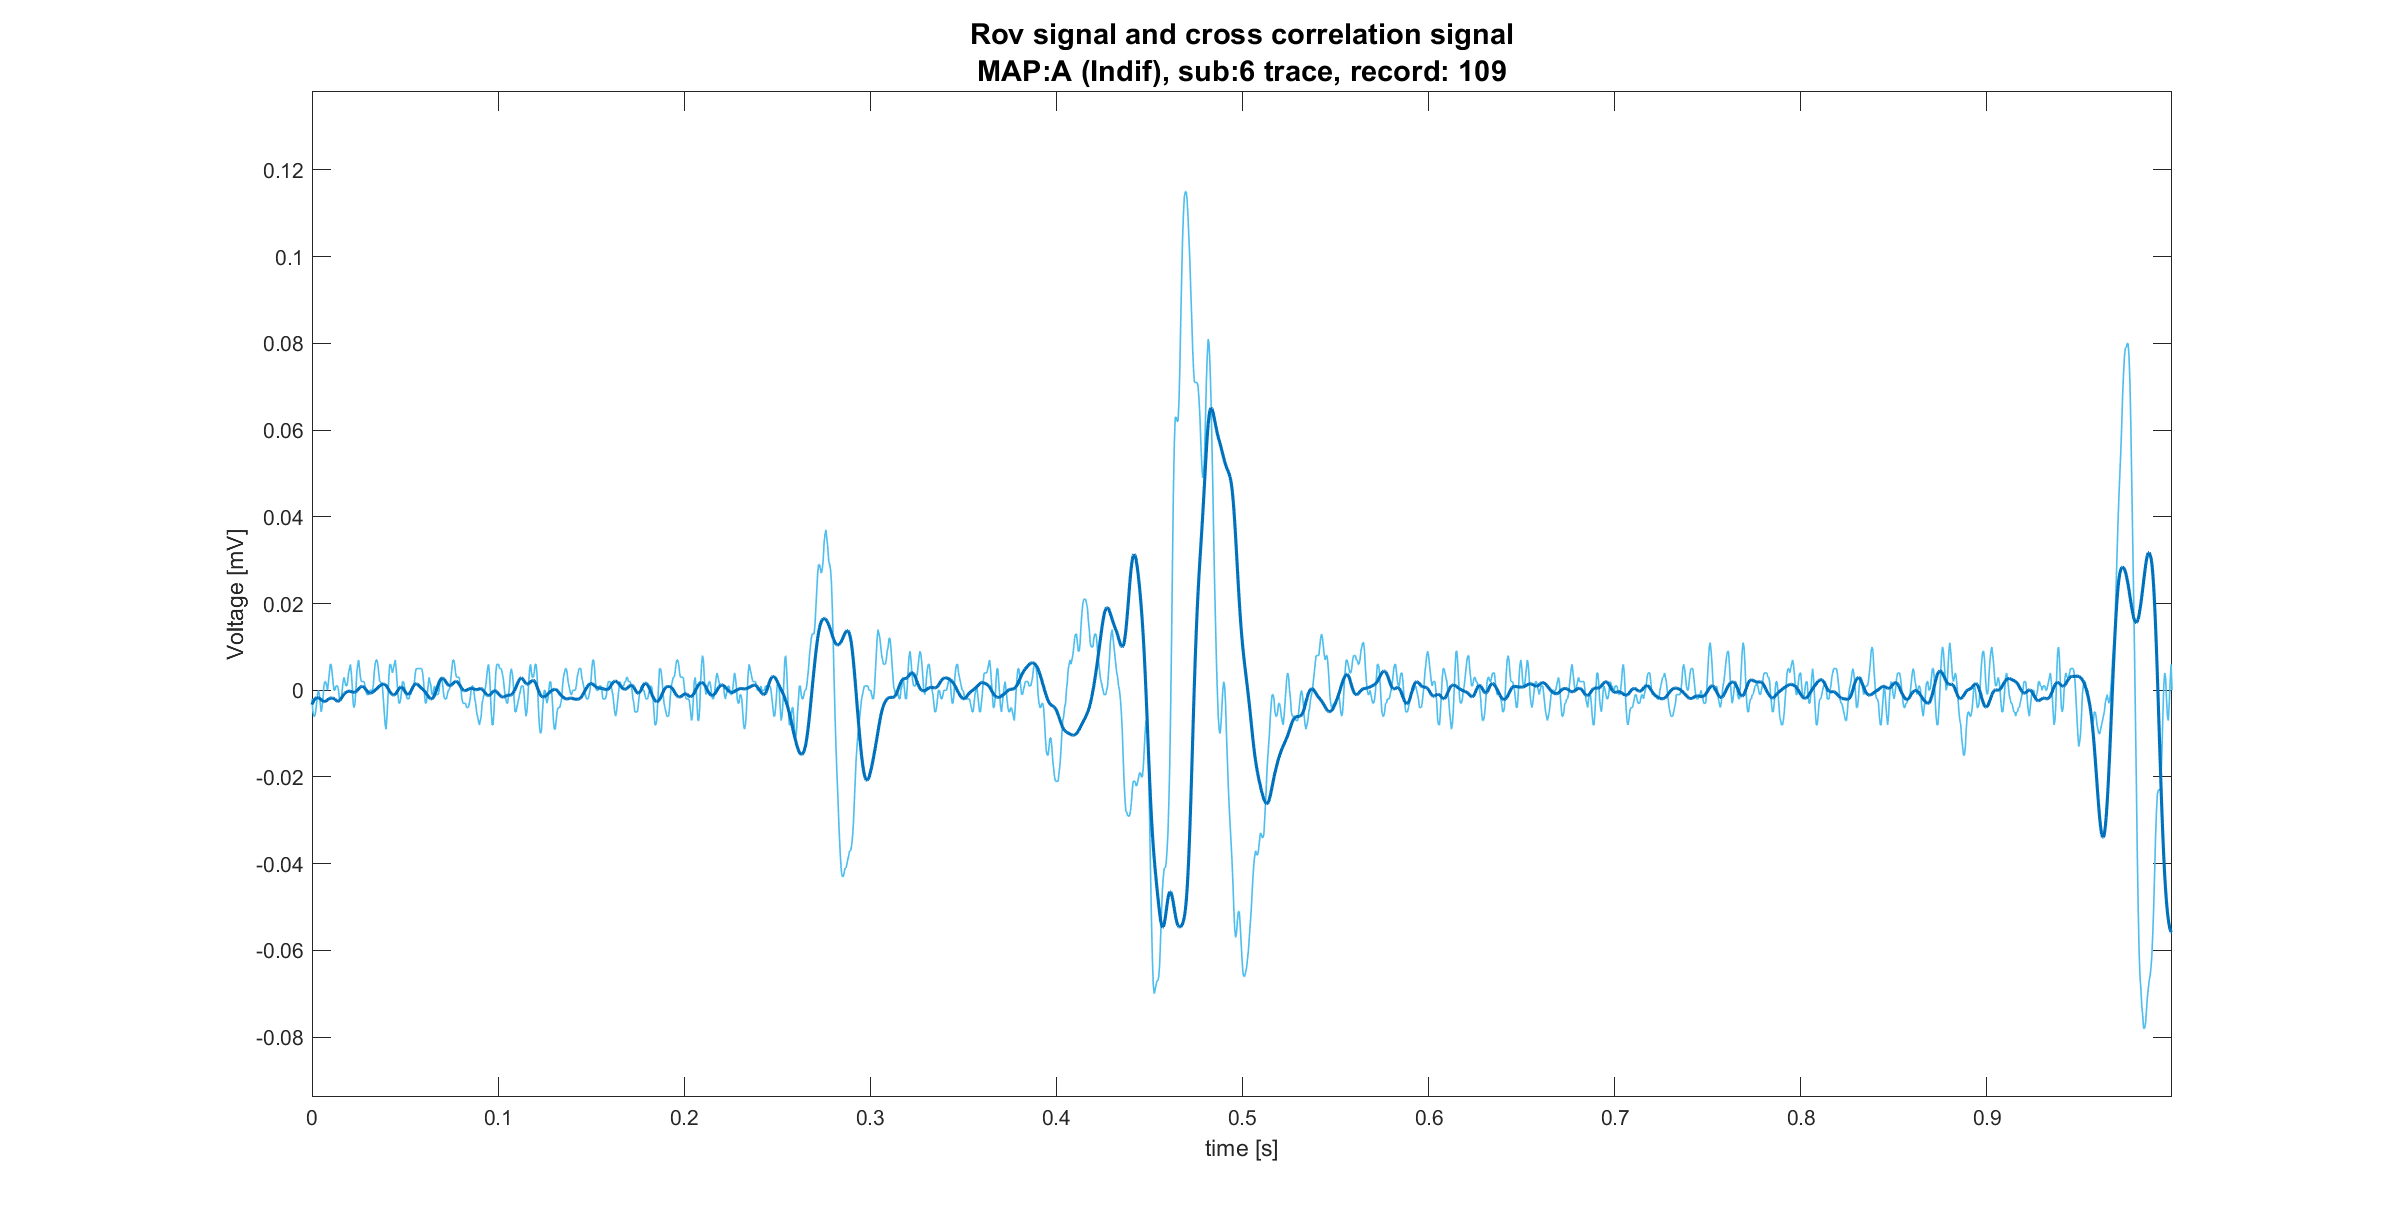 Rov signal and cross correlation signal
MAP:A (Indif), sub:6 trace, record: 109
Voltage [mV]
0.12
0.1
0.08
0.06
0.04
0.02
0
-0.02
-0.04
-0.06
-0.08
0 0.1 0.2 0.3 0.4 0.5 0.6 0.7 0.8 0.9
time [s]